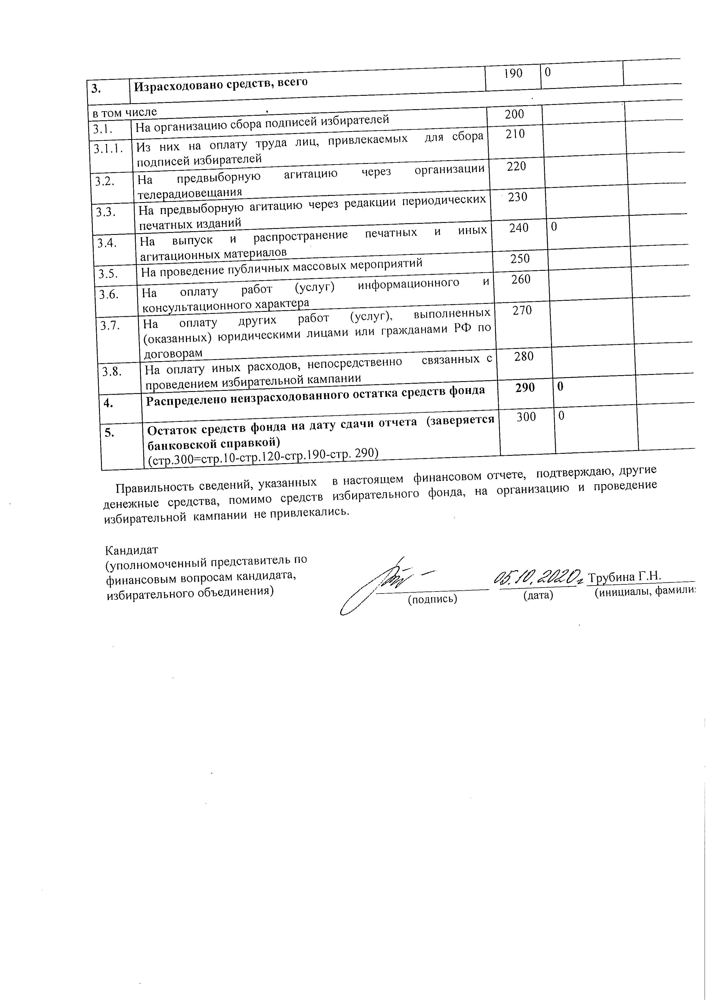 3. Израсходовано средств, всего 190 0
в том числе
3.1. На организацию сбора подписей избирателей 200
3.1.1. Из них на оплату труда лиц, привлекаемых для сбора 210
подписей избирателей
3.2. На предвыборную агитацию через организации 220
телерадиовещания
3.3. На предвыборную агитацию через редакции периодических 230
печатных изданий
3.4. На выпуск и распространение печатных и иных 240 0
агитационных материалов
3.5. На проведение публичных массовых мероприятий 250
3.6. На оплату работ (услуг) информационного и 260
консультационного характера
3.7. На оплату других работ (услуг), выполненных 270
(оказанных) юридическими лицами или гражданами РФ по
договорам
3.8. На оплату иных расходов, непосредственно связанных с 280
проведением избирательной кампании
4. Распределено неизрасходованного остатка средств фонда 290 0
5. Остаток средств фонда на дату сдачи отчета (заверяется 300 0
банковской справкой)
(стр.300=стр.10-стр.120-стр.190-стр. 290)
Правильность сведений, указанных в настоящем финансовом отчете, подтверждаю, другие
денежные средства, помимо средств избирательного фонда, на организацию и проведение
избирательной кампании не привлекались.
Кандидат
(уполномоченный представитель по
финансовым вопросам кандидата,
избирательного объединения)
05.10.2020г Трубина Г.Н.
(подпись) (дата) (инициалы, фамили